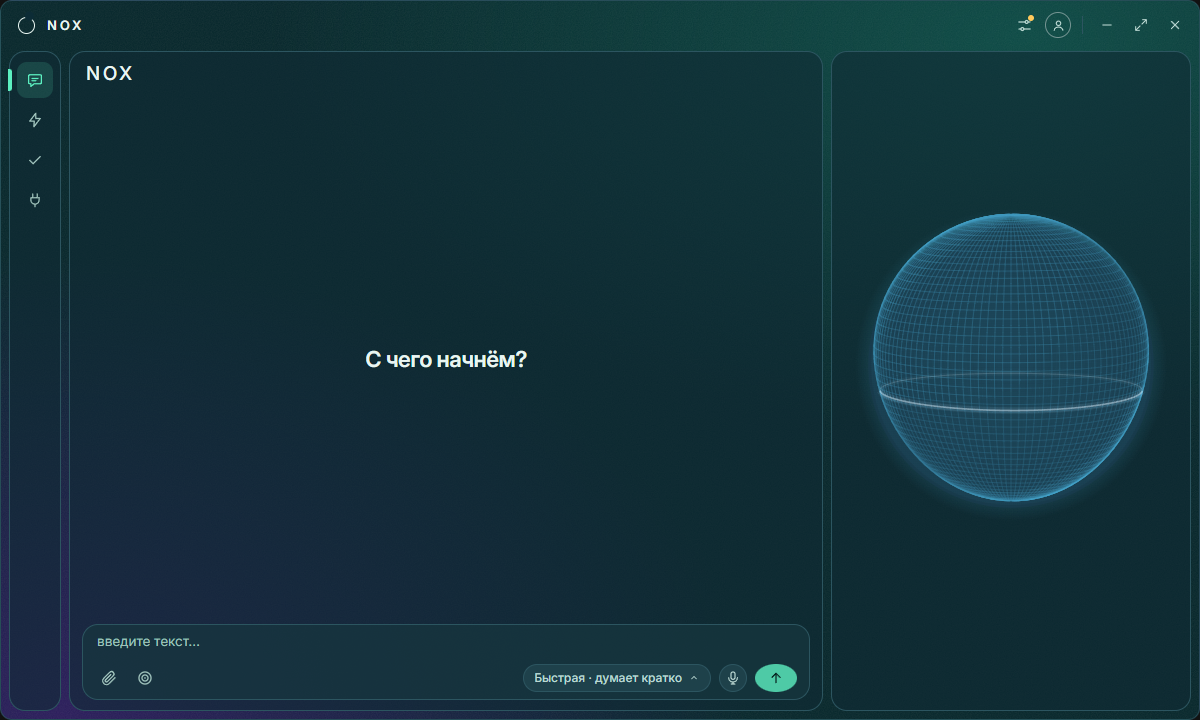 NOX
NOX
С чего начнём?
введите текст...
Быстрая · думает кратко